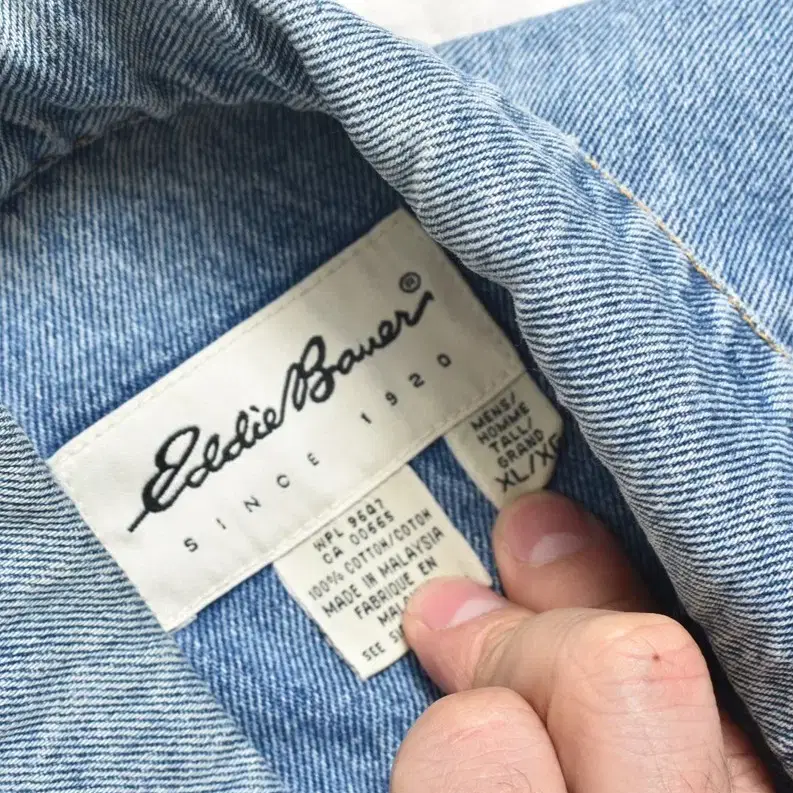 Eddie Bauer®
SINCE 1920
MENS/
HOMME
TALL/
GRAND
XL/XG
WPL 9627
CA 00665
100% COTTON/COTON
MADE IN MALAYSIA
FABRIQUE EN
SEE